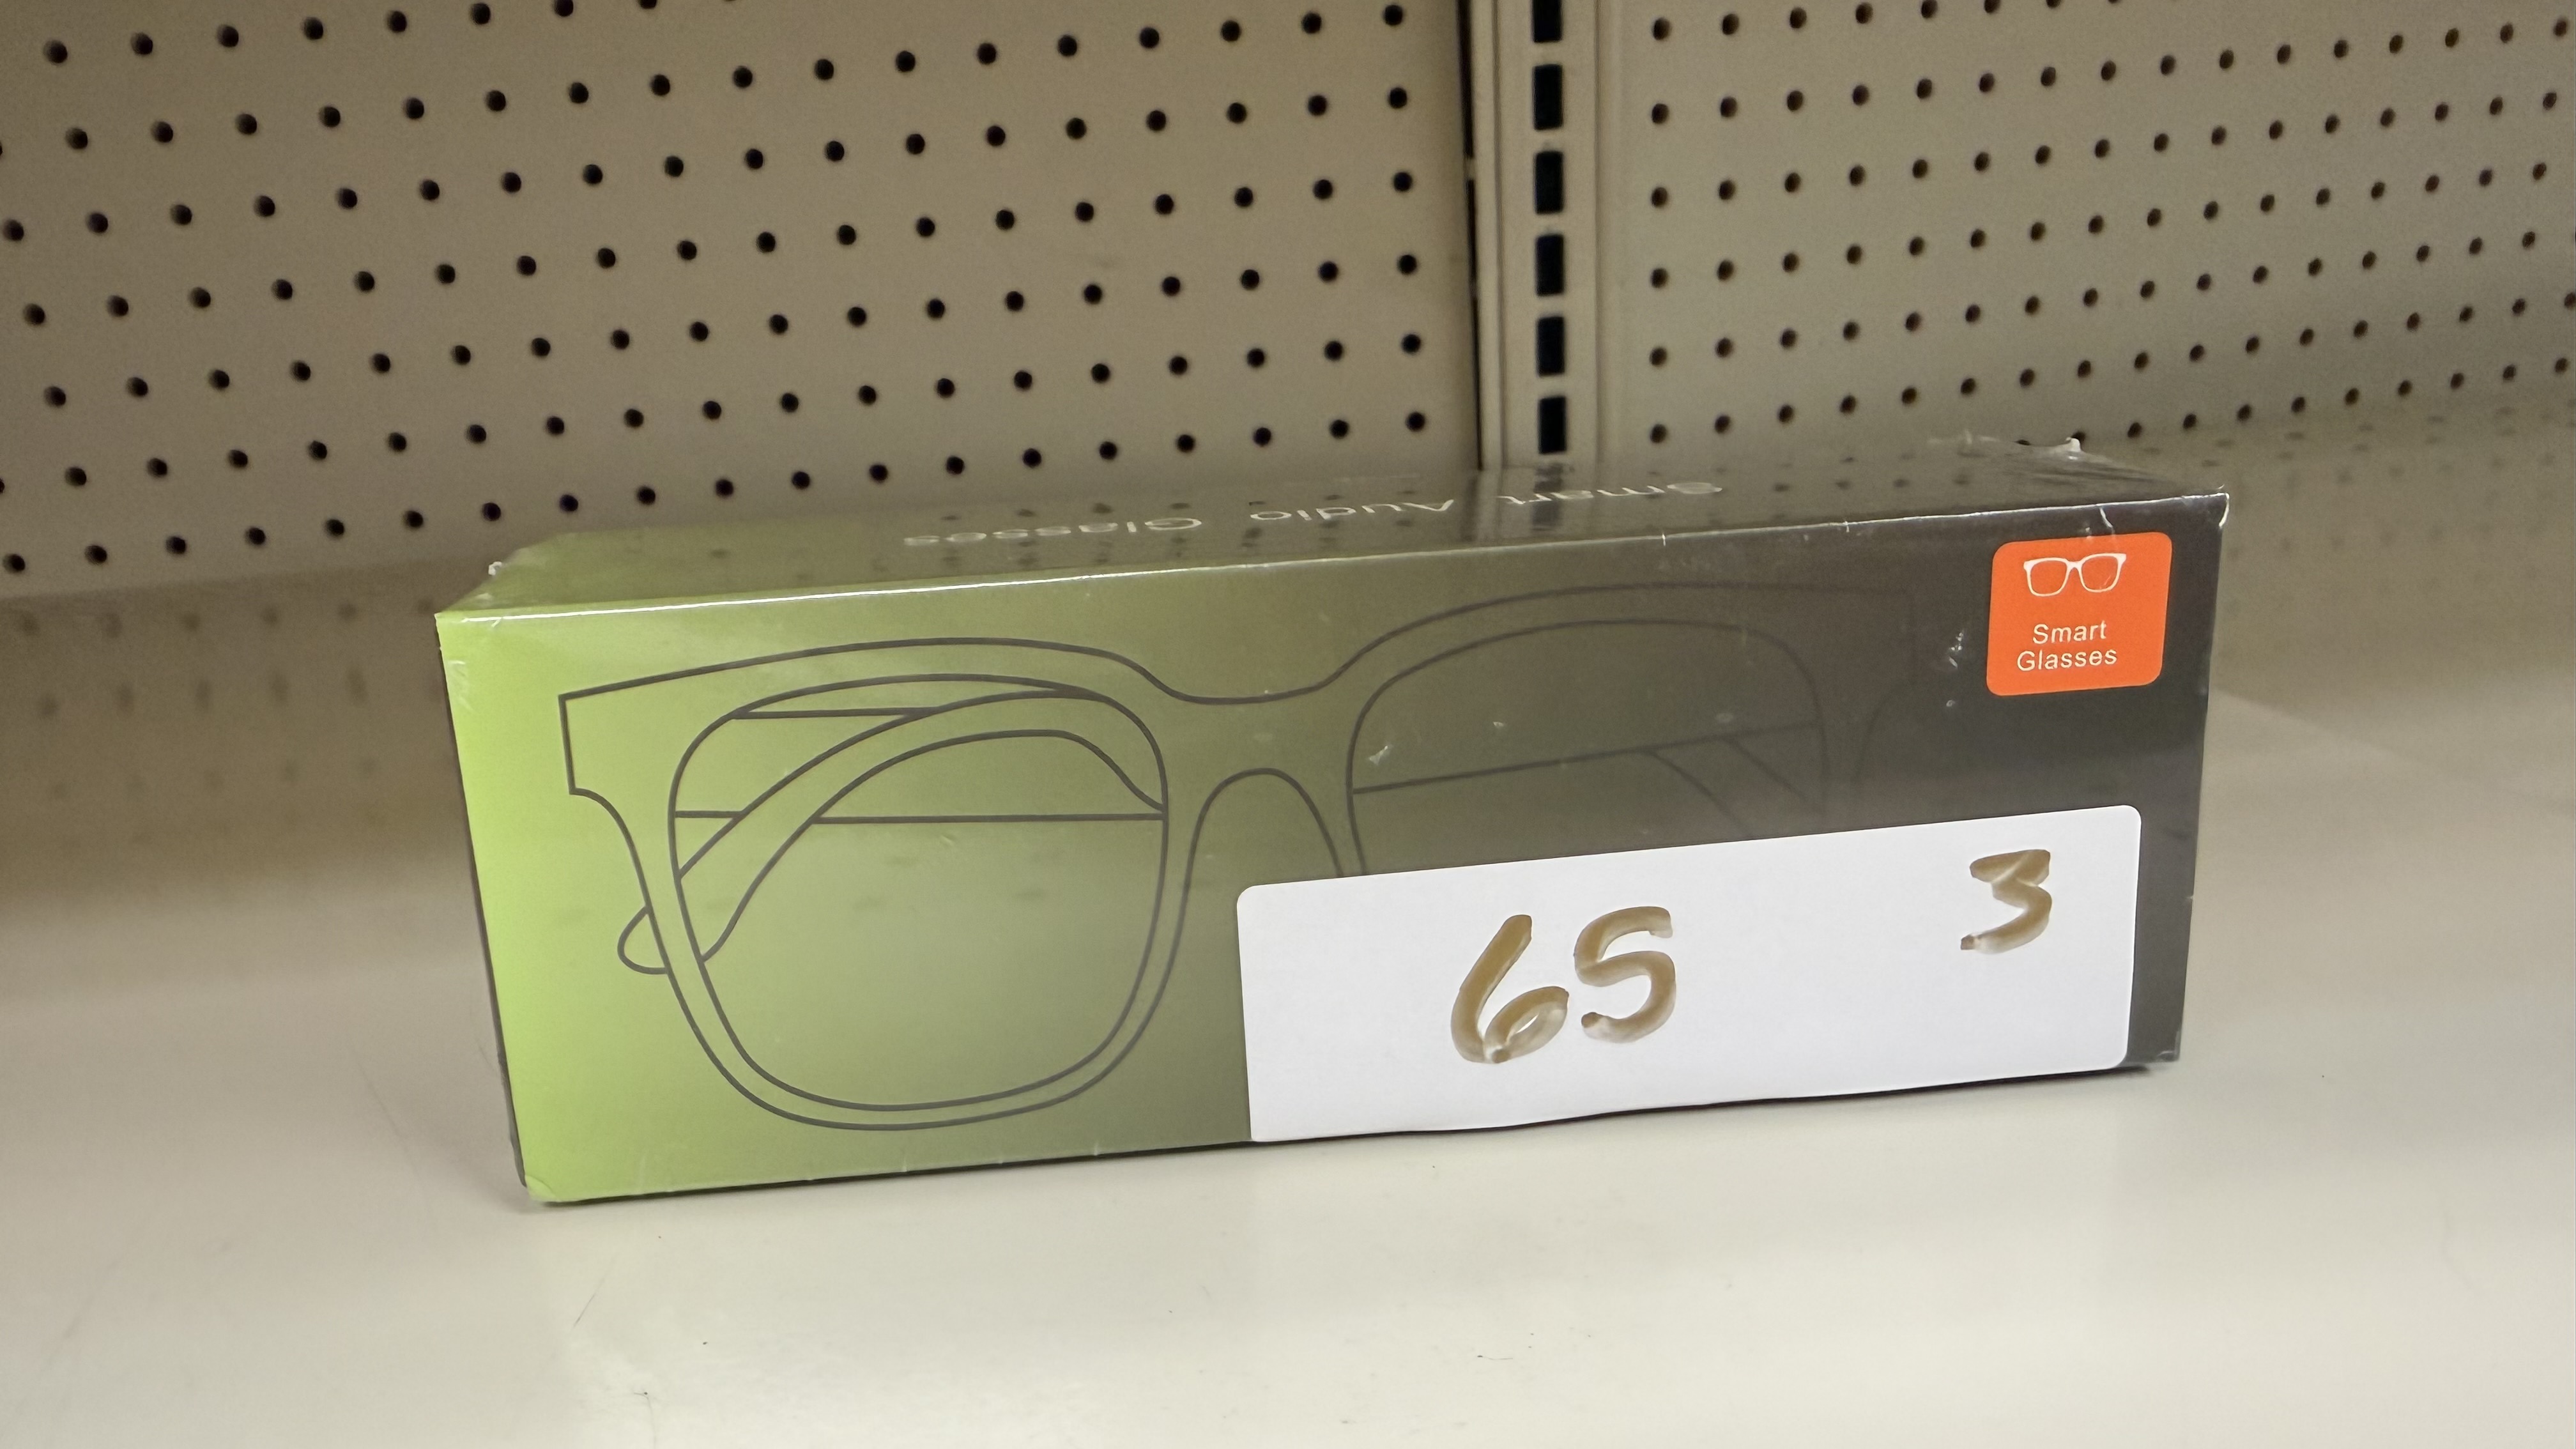 Smart Audio Glasses
Smart
Glasses
65
3